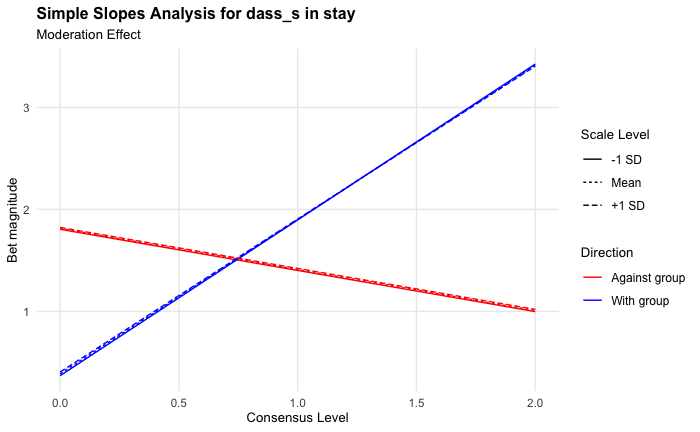 Simple Slopes Analysis for dass_s in stay
Moderation Effect
Bet magnitude
3
2
1
0.0 0.5 1.0 1.5 2.0
Consensus Level
Scale Level
-1 SD
Mean
+1 SD
Direction
Against group
With group